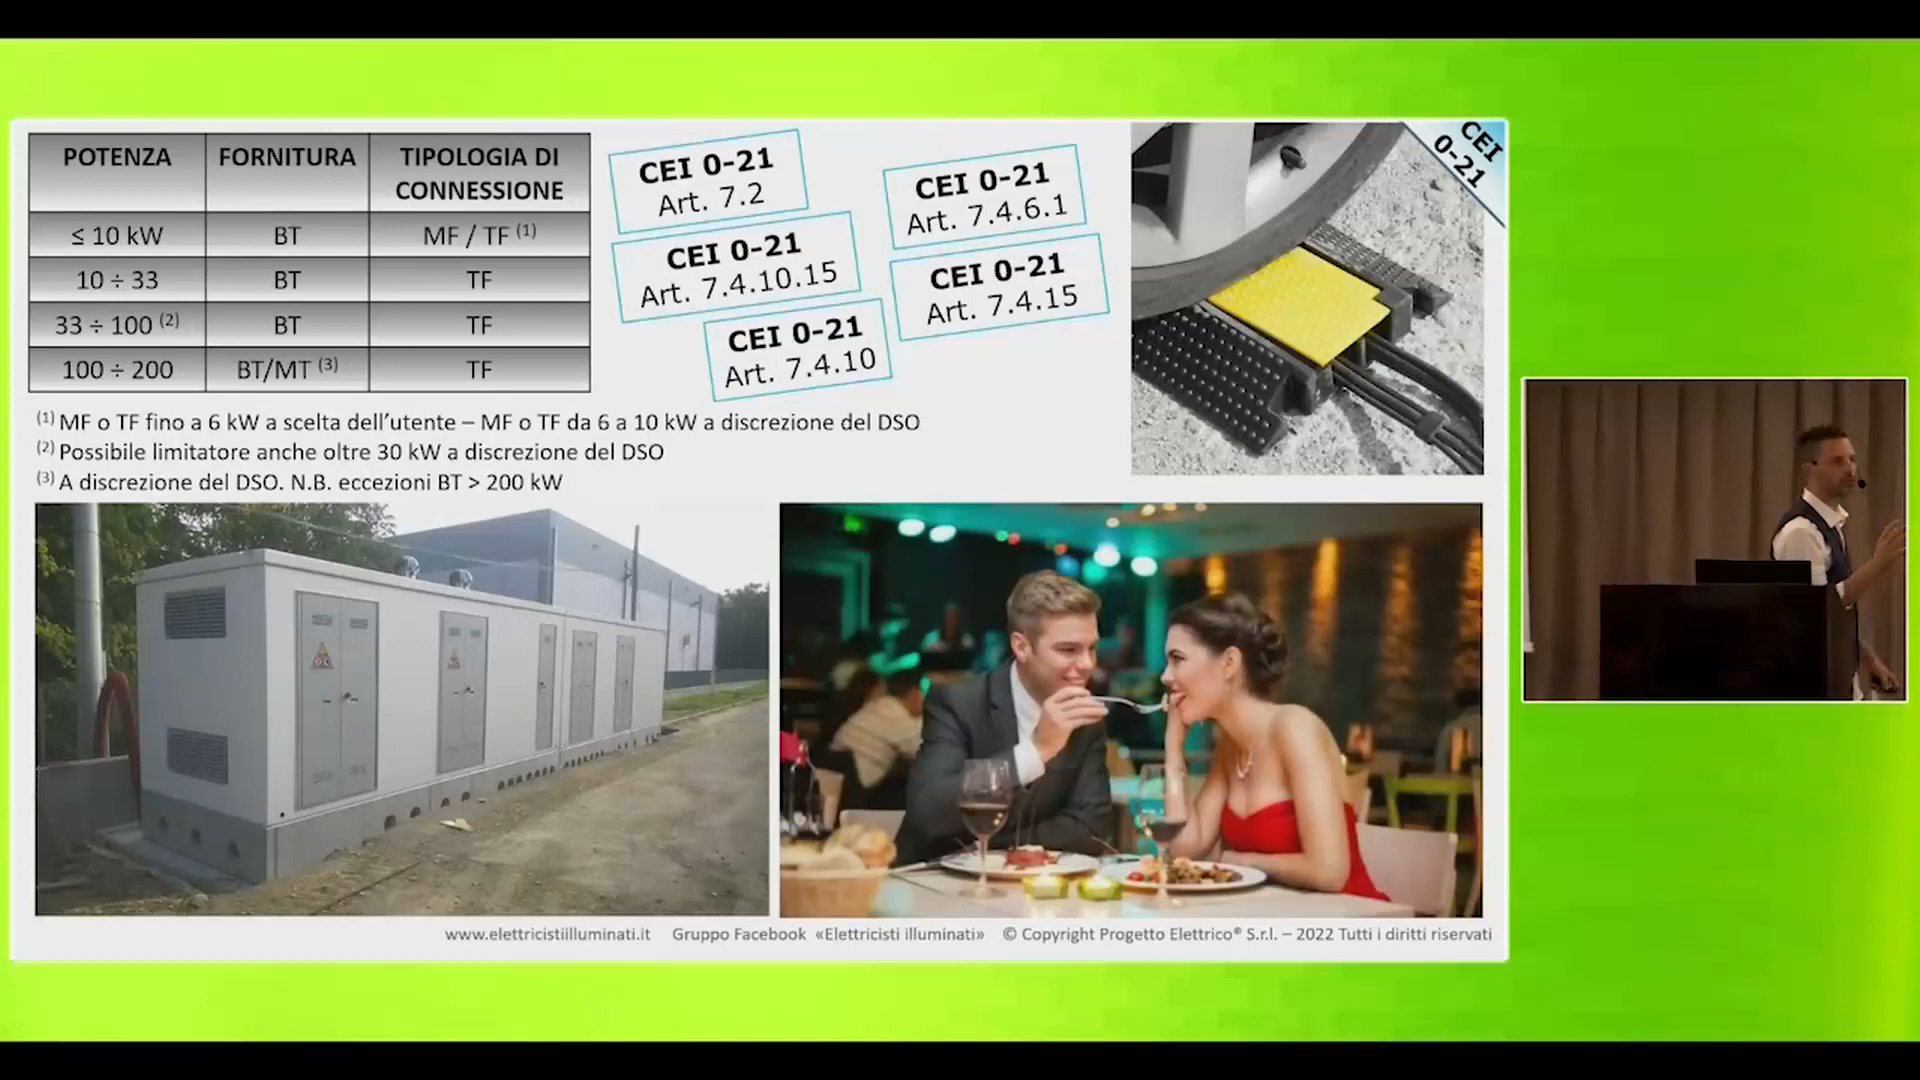 POTENZA FORNITURA TIPOLOGIA DI CONNESSIONE
≤ 10 kW BT MF / TF (1)
10 ÷ 33 BT TF
33 ÷ 100 (2) BT TF
100 ÷ 200 BT/MT (3) TF
CEI 0-21
Art. 7.2
CEI 0-21
Art. 7.4.6.1
CEI 0-21
Art. 7.4.10.15
CEI 0-21
Art. 7.4.15
CEI 0-21
Art. 7.4.10
CEI
0-21
(1) MF o TF fino a 6 kW a scelta dell'utente – MF o TF da 6 a 10 kW a discrezione del DSO
(2) Possibile limitatore anche oltre 30 kW a discrezione del DSO
(3) A discrezione del DSO. N.B. eccezioni BT > 200 kW
www.elettricistiilluminati.it Gruppo Facebook «Elettricisti illuminati» © Copyright Progetto Elettrico® S.r.l. – 2022 Tutti i diritti riservati